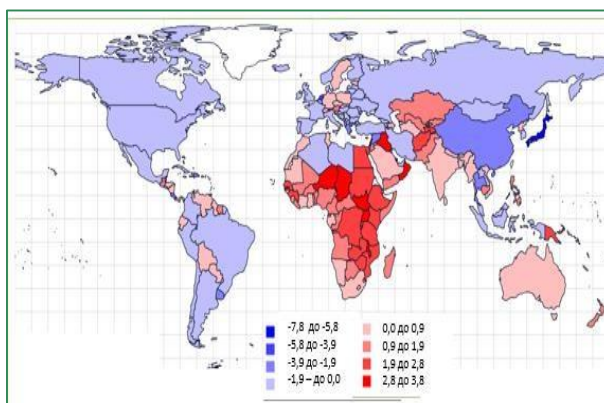 -7,8 до -5,8
-5,8 до -3,9
-3,9 до -1,9
-1,9 – до 0,0
0,0 до 0,9
0,9 до 1,9
1,9 до 2,8
2,8 до 3,8